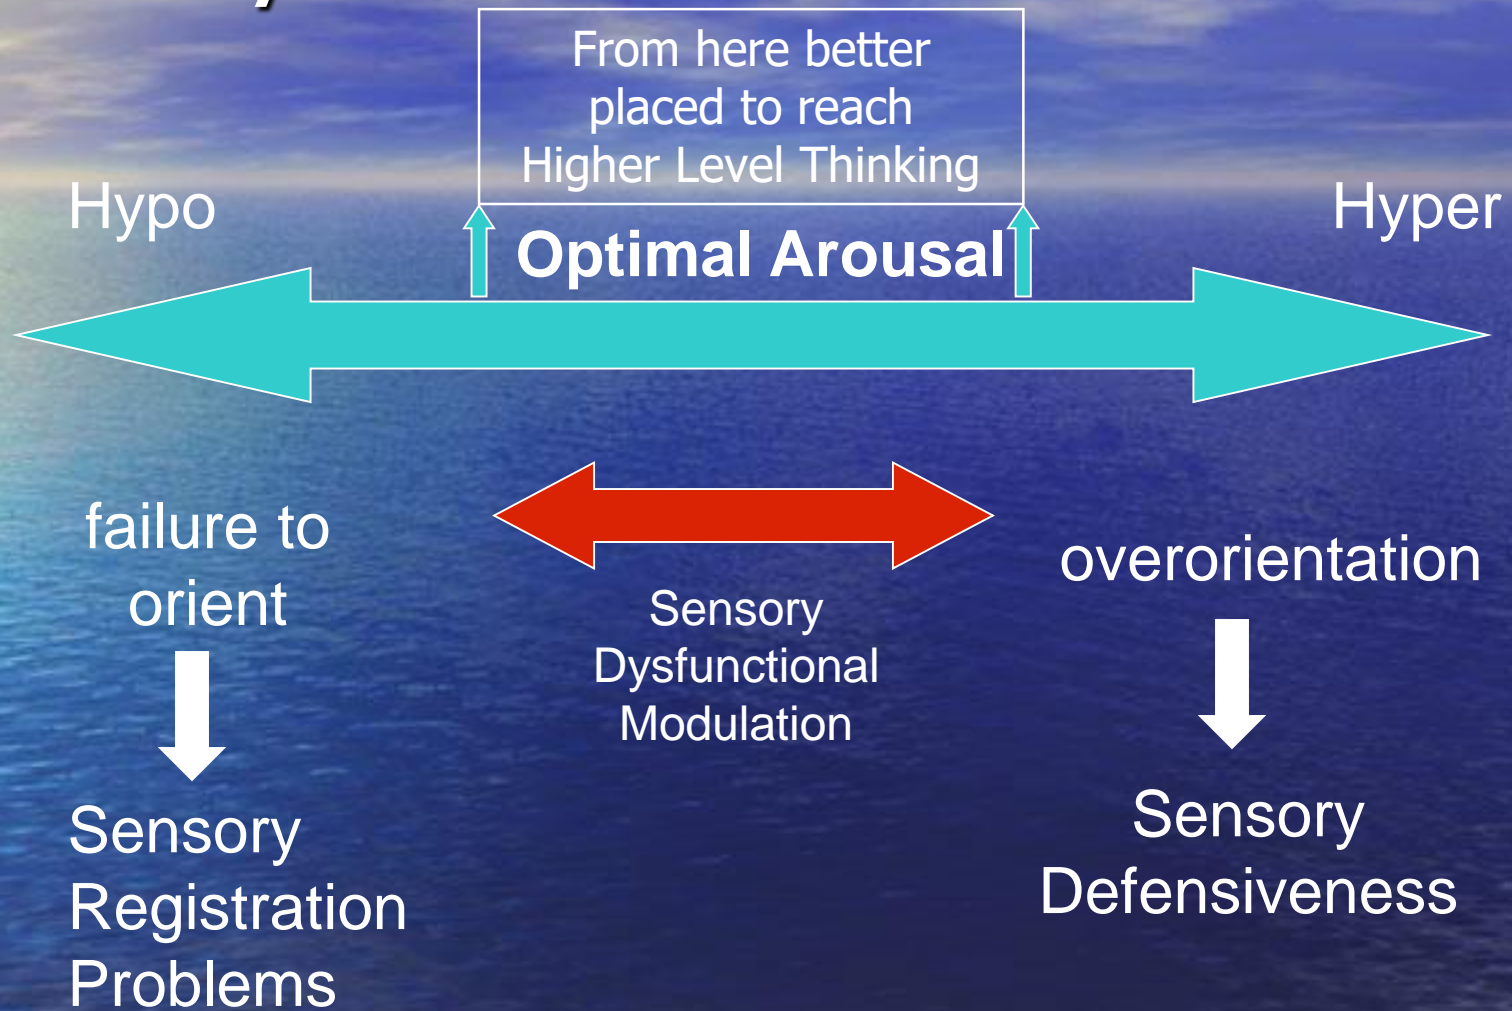 From here better
placed to reach
Higher Level Thinking
Hypo
Hyper
Optimal Arousal
failure to
orient
overorientation
Sensory
Dysfunctional
Modulation
Sensory
Registration
Problems
Sensory
Defensiveness